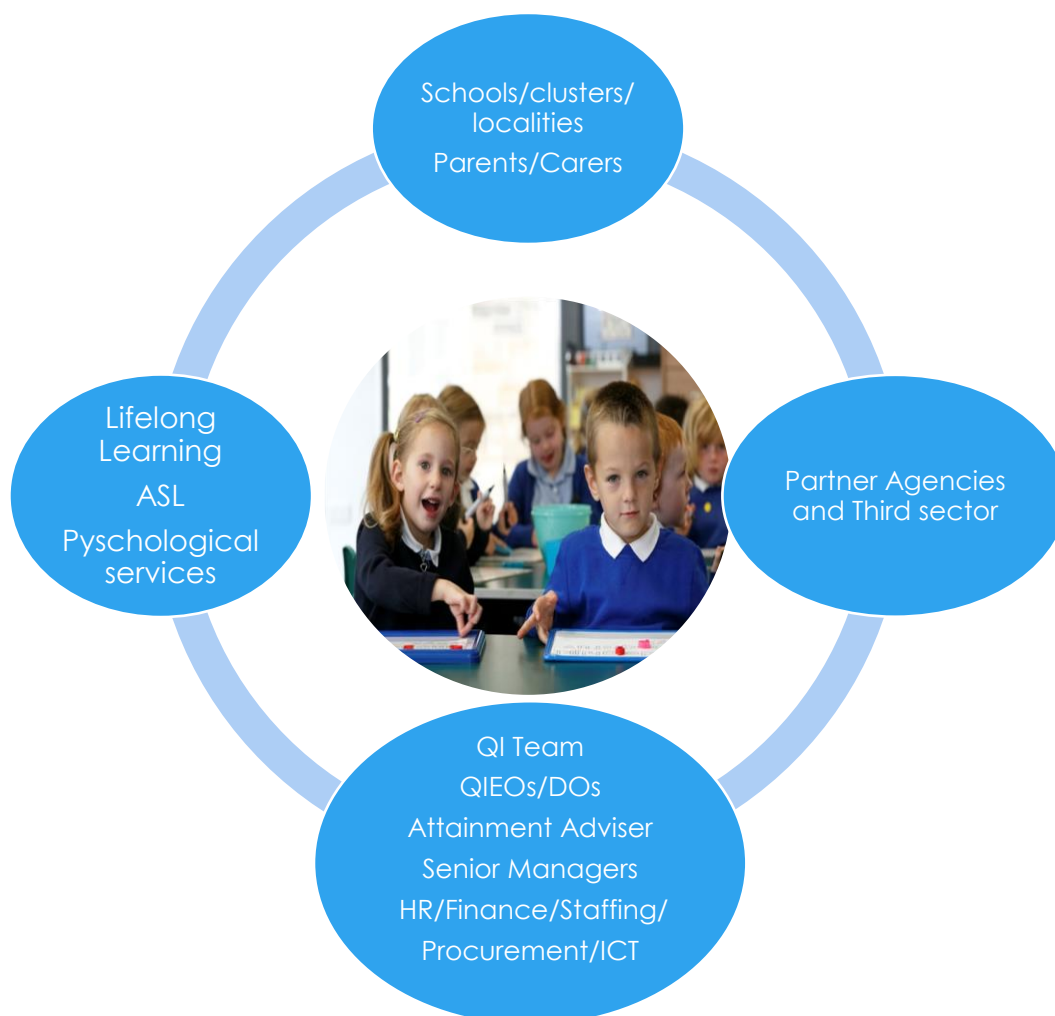 Schools/clusters/
localities
Parents/Carers
Lifelong
Learning
ASL
Pyschological
services
Partner Agencies
and Third sector
QI Team
QIEOs/DOs
Attainment Adviser
Senior Managers
HR/Finance/Staffing/
Procurement/ICT